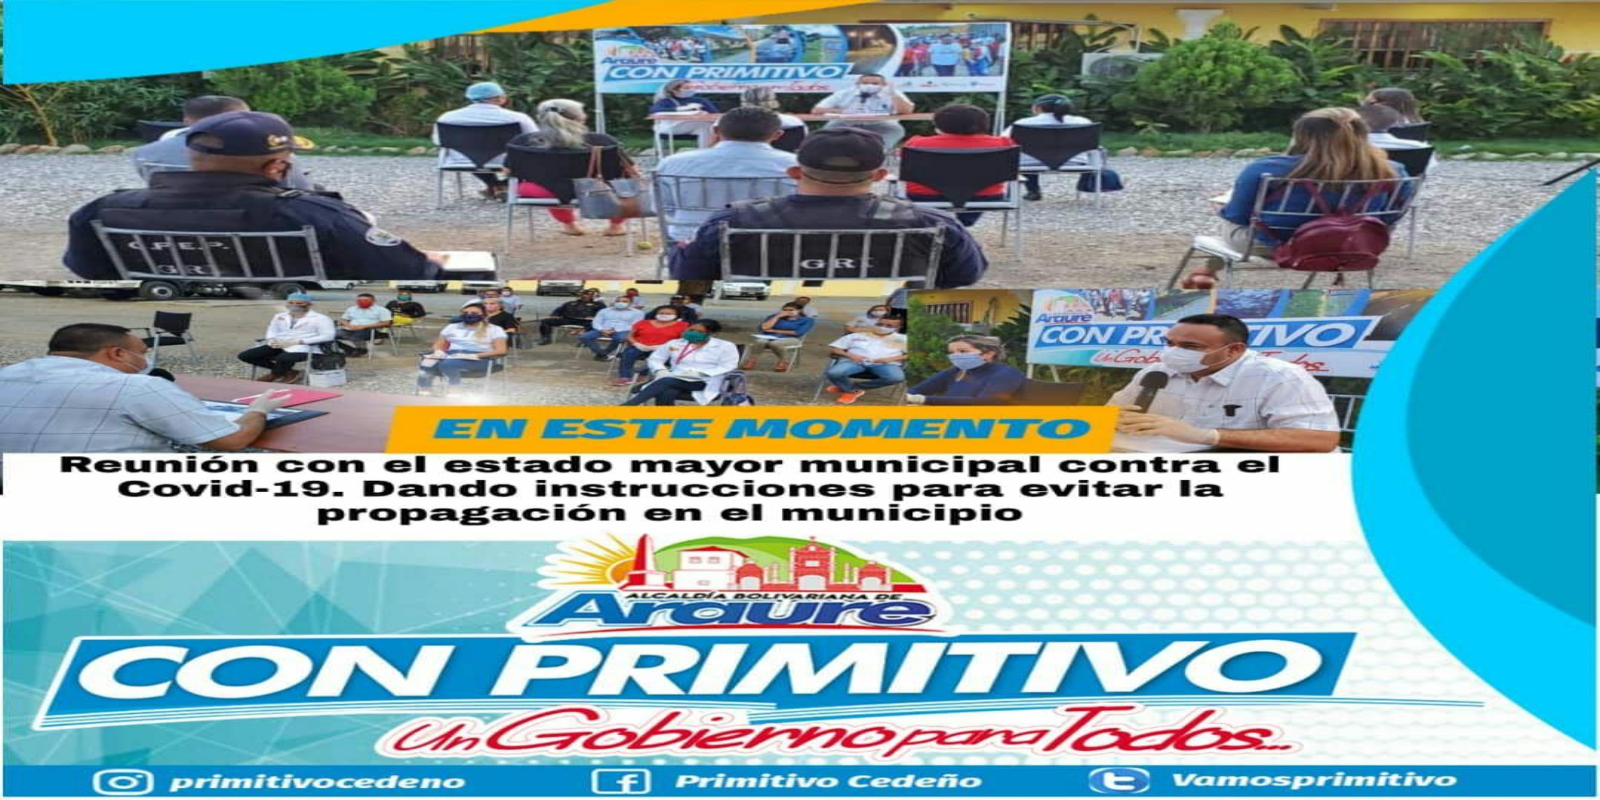 Araure
CON PRIMITIVO
C.P.E.P.
GRI
GRI
Araure
CON PRIMITIVO
Un Gobierno para Todos
EN ESTE MOMENTO
Reunión con el estado mayor municipal contra el
Covid-19. Dando instrucciones para evitar la
propagación en el municipio
ALCALDÍA BOLIVARIANA DE
Araure
CON PRIMITIVO
Un Gobierno para Todos...
primitivocedeno
Primitivo Cedeño
Vamosprimitivo